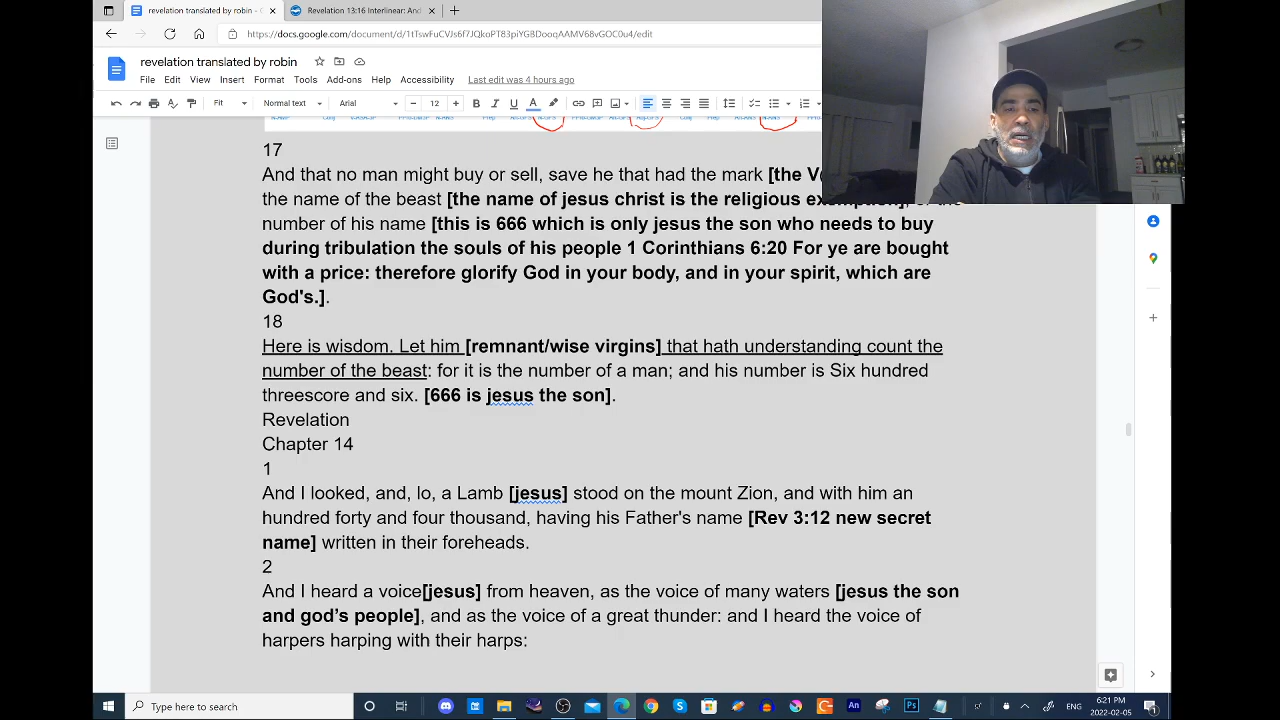 revelation translated by robin - G
Revelation 13:16 Interlinear: And
https://docs.google.com/document/d/1tTswFuCVJs6f7JQkoPT83piYGBDooqAAMV68vGOC0u4/edit
revelation translated by robin
File Edit View Insert Format Tools Add-ons Help Accessibility Last edit was 4 hours ago
Fit Normal text Arial 12 B I U A
17
And that no man might buy or sell, save he that had the mark [the V
the name of the beast [the name of jesus christ is the religious
number of his name [this is 666 which is only jesus the son who needs to buy
during tribulation the souls of his people 1 Corinthians 6:20 For ye are bought
with a price: therefore glorify God in your body, and in your spirit, which are
God's.].
18
Here is wisdom. Let him [remnant/wise virgins] that hath understanding count the
number of the beast: for it is the number of a man; and his number is Six hundred
threescore and six. [666 is jesus the son].
Revelation
Chapter 14
1
And I looked, and, lo, a Lamb [jesus] stood on the mount Zion, and with him an
hundred forty and four thousand, having his Father's name [Rev 3:12 new secret
name] written in their foreheads.
2
And I heard a voice[jesus] from heaven, as the voice of many waters [jesus the son
and god's people], and as the voice of a great thunder: and I heard the voice of
harpers harping with their harps:
Type here to search
An
Ps
ENG
6:21 PM
2022-02-05